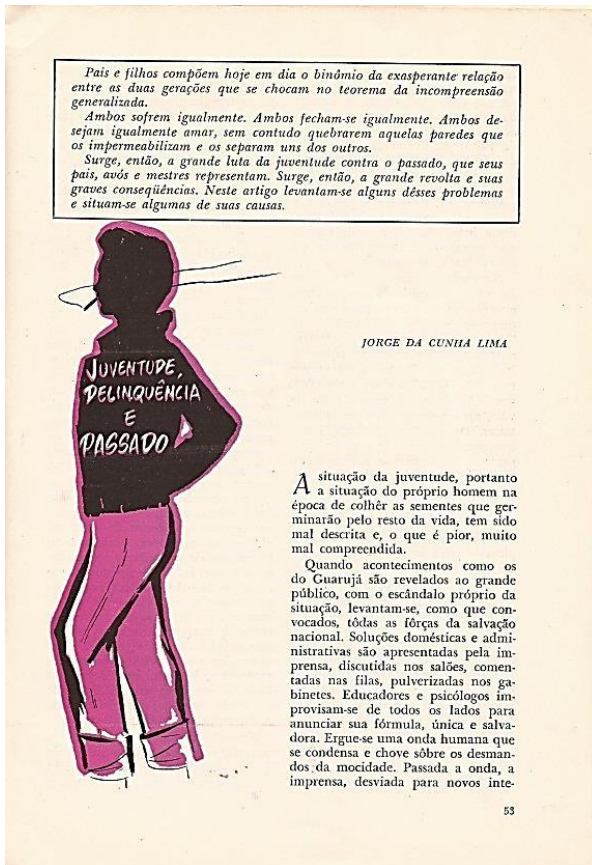 Pais e filhos compõem hoje em dia o binômio da exasperante relação
entre as duas gerações que se chocam no teorema da incompreensão
generalizada.
Ambos sofrem igualmente. Ambos fecham-se igualmente. Ambos de-
sejam igualmente amar, sem contudo quebrarem aquelas paredes que
os impermeabilizam e os separam uns dos outros.
Surge, então, a grande luta da juventude contra o passado, que seus
pais, avós e mestres representam. Surge, então, a grande revolta e suas
graves conseqüências. Neste artigo levantam-se alguns dêsses problemas
e situam-se algumas de suas causas.
JORGE DA CUNHA LIMA
JUVENTUDE,
DELINQUÊNCIA
E
PASSADO
A situação da juventude, portanto
a situação do próprio homem na
época de colhêr as sementes que ger-
minarão pelo resto da vida, tem sido
mal descrita e, o que é pior, muito
mal compreendida.
Quando acontecimentos como os
do Guarujá são revelados ao grande
público, com o escândalo próprio da
situação, levantam-se, como que con-
vocados, tôdas as fôrças da salvação
nacional. Soluções domésticas e admi-
nistrativas são apresentadas pela im-
prensa, discutidas nos salões, comen-
tadas nas filas, pulverizadas nos ga-
binetes. Educadores e psicólogos im-
provisam-se de todos os lados para
anunciar sua fórmula, única e salva-
dora. Ergue-se uma onda humana que
se condensa e chove sôbre os desman-
dos da mocidade. Passada a onda, a
imprensa, desviada para novos inte-
53